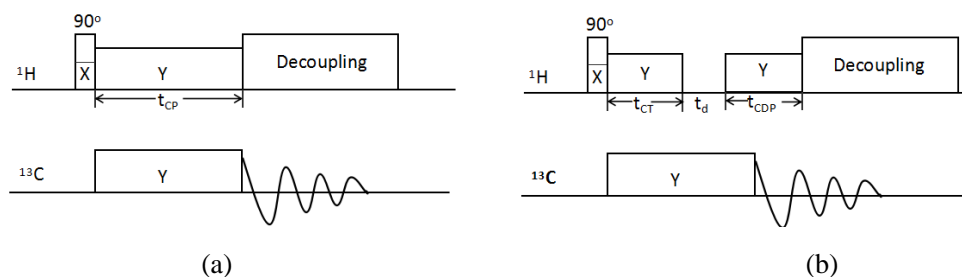 90°
¹H X Y Decoupling
t_CP
¹³C Y
(a)
90°
¹H X Y Y Decoupling
t_CT t_d t_CDP
¹³C Y
(b)